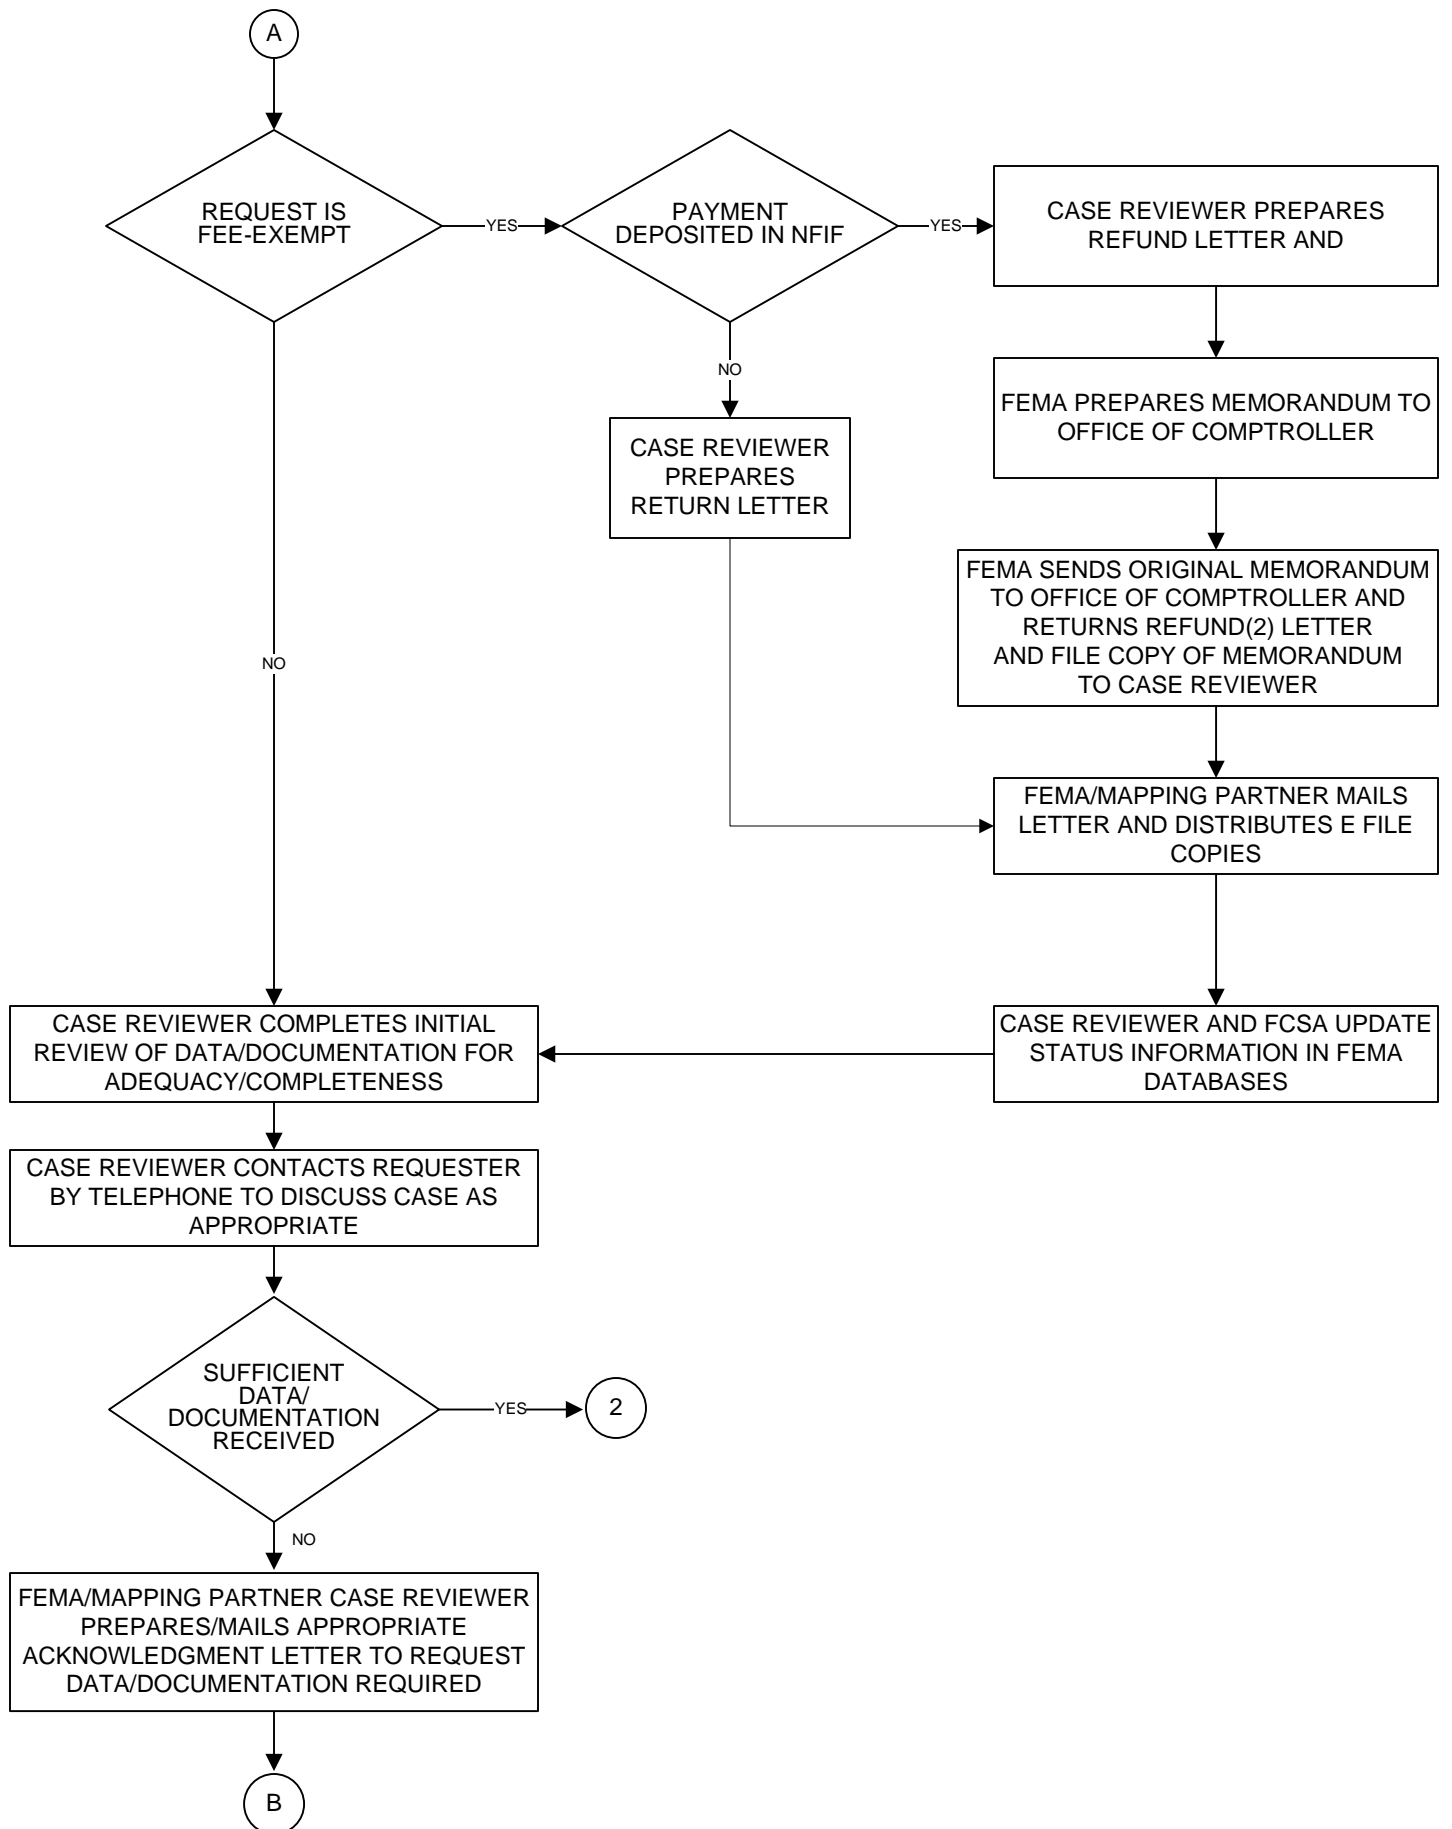 A
REQUEST IS
FEE-EXEMPT
YES
PAYMENT
DEPOSITED IN NFIF
YES
CASE REVIEWER PREPARES
REFUND LETTER AND
NO
FEMA PREPARES MEMORANDUM TO
OFFICE OF COMPTROLLER
CASE REVIEWER
PREPARES
RETURN LETTER
FEMA SENDS ORIGINAL MEMORANDUM
TO OFFICE OF COMPTROLLER AND
RETURNS REFUND(2) LETTER
AND FILE COPY OF MEMORANDUM
TO CASE REVIEWER
NO
FEMA/MAPPING PARTNER MAILS
LETTER AND DISTRIBUTES E FILE
COPIES
CASE REVIEWER COMPLETES INITIAL
REVIEW OF DATA/DOCUMENTATION FOR
ADEQUACY/COMPLETENESS
CASE REVIEWER AND FCSA UPDATE
STATUS INFORMATION IN FEMA
DATABASES
CASE REVIEWER CONTACTS REQUESTER
BY TELEPHONE TO DISCUSS CASE AS
APPROPRIATE
SUFFICIENT
DATA/
DOCUMENTATION
RECEIVED
YES
2
NO
FEMA/MAPPING PARTNER CASE REVIEWER
PREPARES/MAILS APPROPRIATE
ACKNOWLEDGMENT LETTER TO REQUEST
DATA/DOCUMENTATION REQUIRED
B